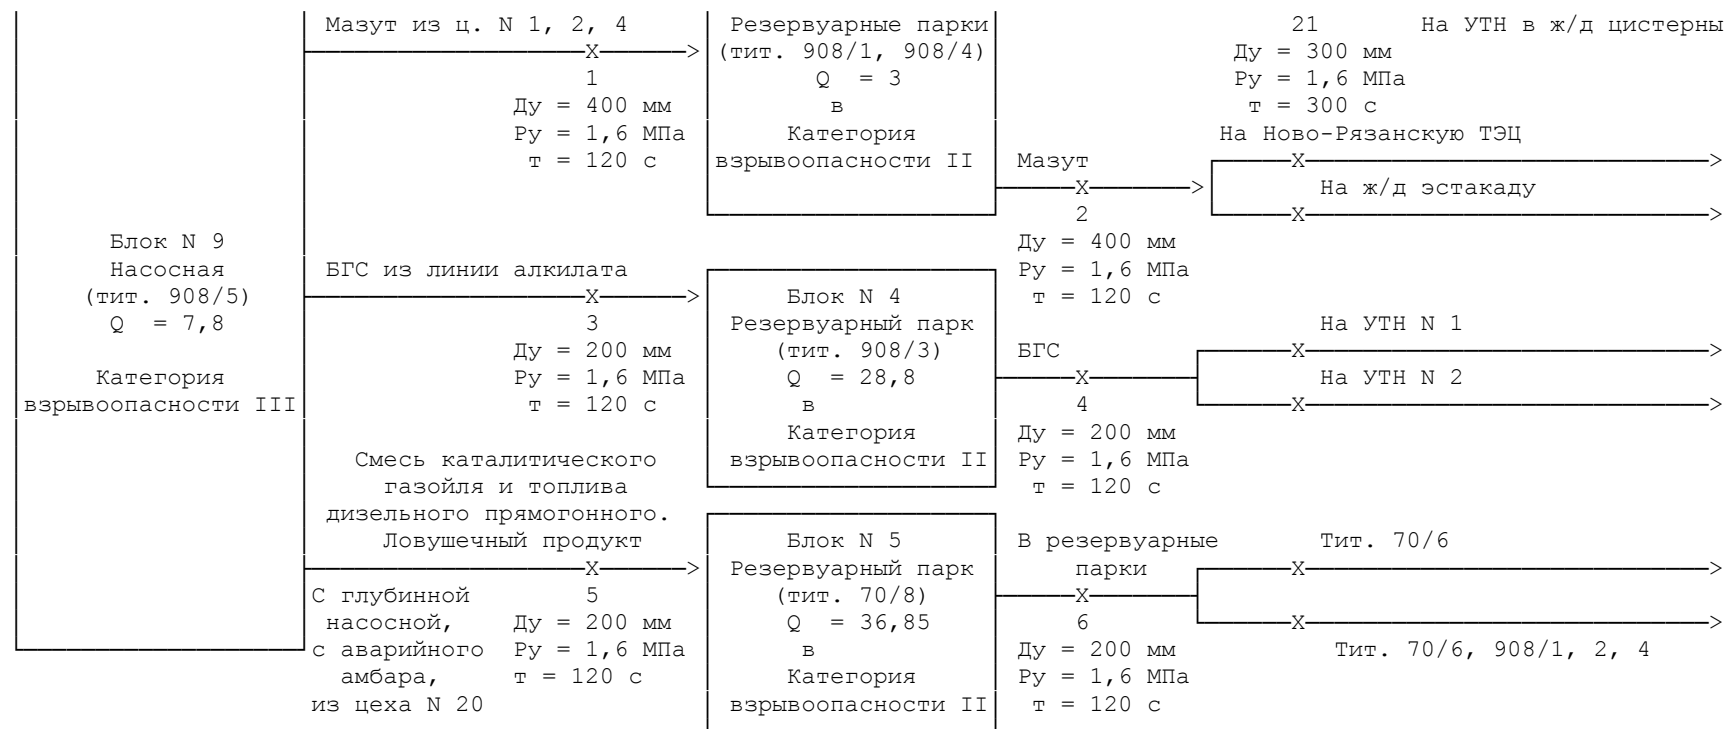 Мазут из ц. N 1, 2, 4 Резервуарные парки 21 На УТН в ж/д цистерны
X > (тит. 908/1, 908/4) Ду = 300 мм
1 Q = 3 Ру = 1,6 МПа
Ду = 400 мм в т = 300 с
Ру = 1,6 МПа Категория На Ново-Рязанскую ТЭЦ
т = 120 с взрывоопасности II Мазут X >
X > На ж/д эстакаду
2 X >
Блок N 9 Ду = 400 мм
Насосная БГС из линии алкилата Ру = 1,6 МПа
(тит. 908/5) X > Блок N 4 т = 120 с
Q = 7,8 3 Резервуарный парк На УТН N 1
Ду = 200 мм (тит. 908/3) БГС X >
Категория Ру = 1,6 МПа Q = 28,8 X На УТН N 2
взрывоопасности III т = 120 с в 4 X >
Категория Ду = 200 мм
Смесь каталитического взрывоопасности II Ру = 1,6 МПа
газойля и топлива т = 120 с
дизельного прямогонного.
Ловушечный продукт Блок N 5 В резервуарные Тит. 70/6
X > Резервуарный парк парки X >
С глубинной 5 (тит. 70/8) X
насосной, Ду = 200 мм Q = 36,85 6 X >
с аварийного Ру = 1,6 МПа в Ду = 200 мм Тит. 70/6, 908/1, 2, 4
амбара, т = 120 с Категория Ру = 1,6 МПа
из цеха N 20 взрывоопасности II т = 120 с